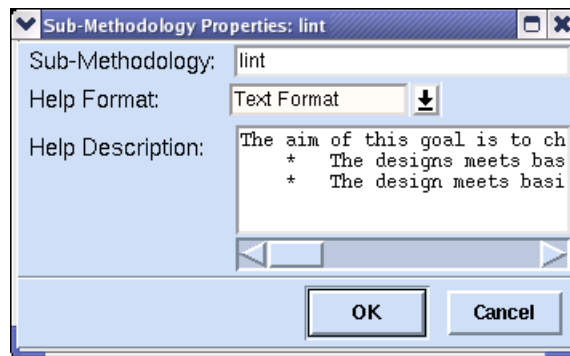 Sub-Methodology Properties: lint
Sub-Methodology: lint
Help Format: Text Format
Help Description:
The aim of this goal is to ch
* The designs meets bas
* The design meets basi
OK Cancel